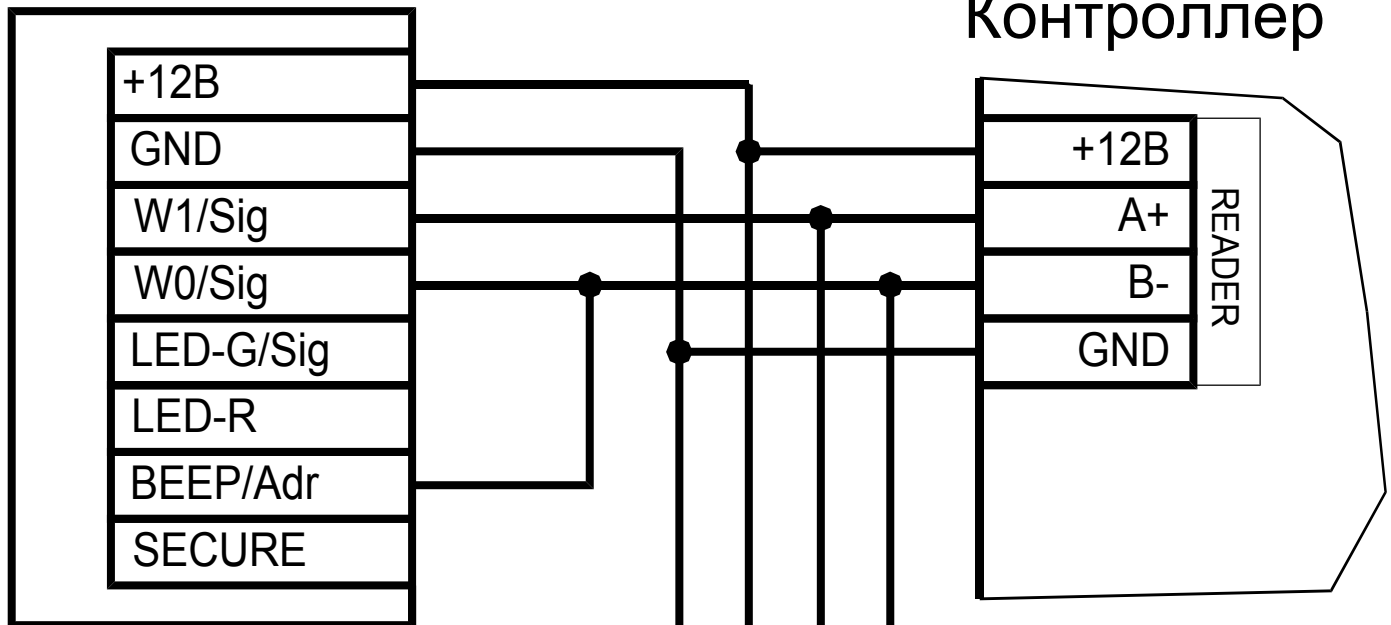 Контроллер
+12В
GND
W1/Sig
W0/Sig
LED-G/Sig
LED-R
BEEP/Adr
SECURE
+12В
A+
B-
GND
READER